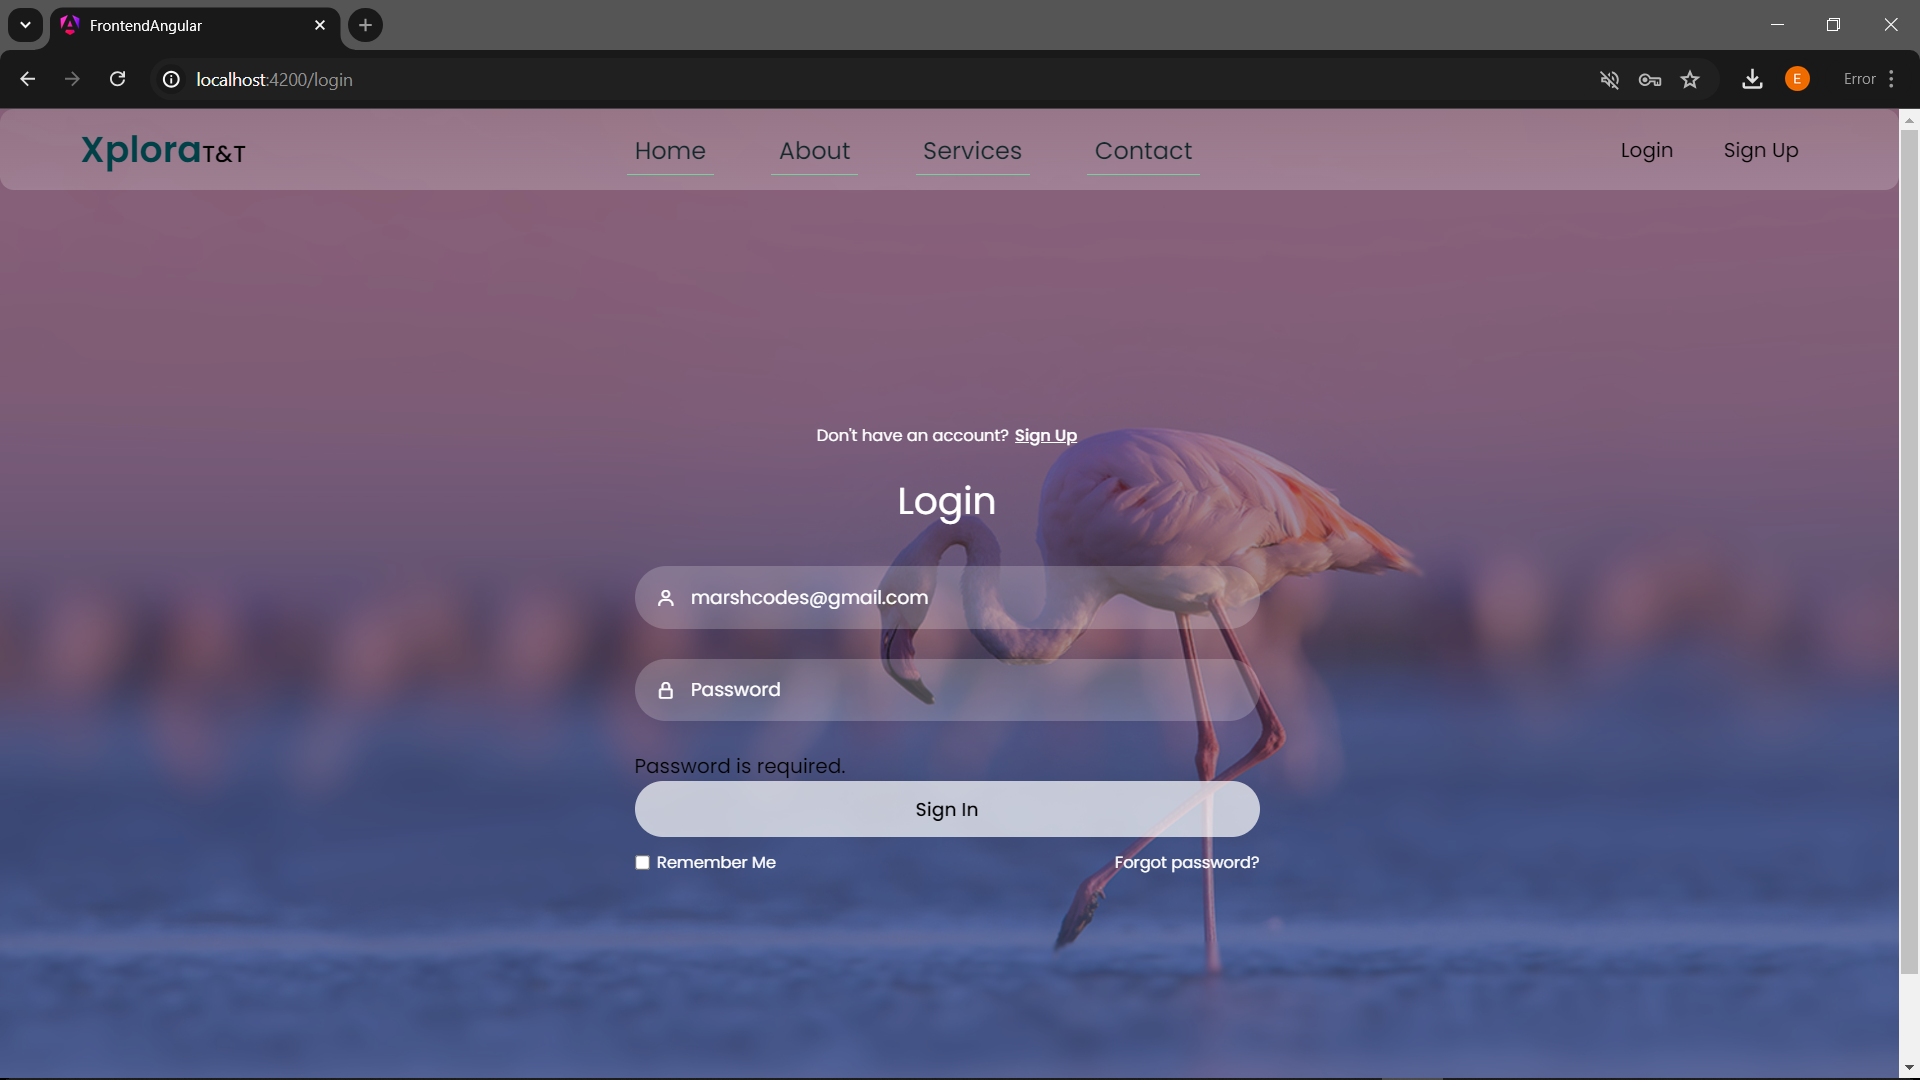 FrontendAngular
localhost:4200/login
E
Error
XploraT&T
Home
About
Services
Contact
Login
Sign Up
Don't have an account? Sign Up
Login
marshcodes@gmail.com
Password
Password is required.
Sign In
Remember Me
Forgot password?